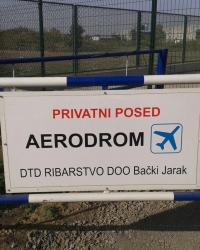 PRIVATNI POSED
AERODROM
DTD RIBARSTVO DOO Bački Jarak